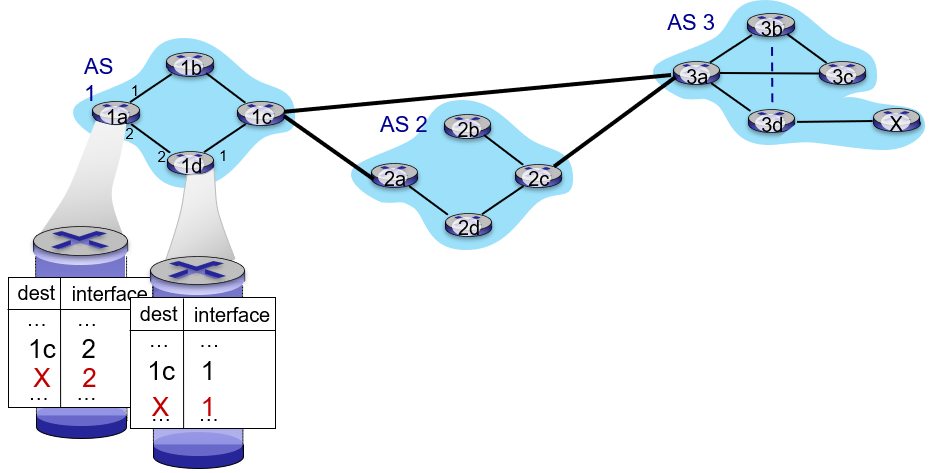 AS 3
3b
AS
1
1b
3a
3c
1
1a
1c
2
AS 2
2b
3d
X
2
1d
1
2a
2c
2d
dest interface
… …
1c 2
X 2
… …
dest interface
… …
1c 1
X 1
… …